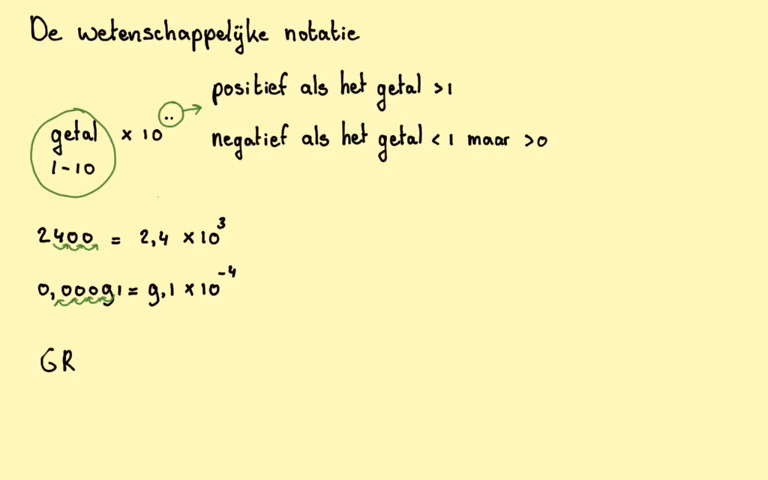 De wetenschappelijke notatie
positief als het getal >1
getal × 10^..
1-10
negatief als het getal <1 maar >0
2400 = 2,4 × 10³
0,00091 = 9,1 × 10⁻⁴
GR